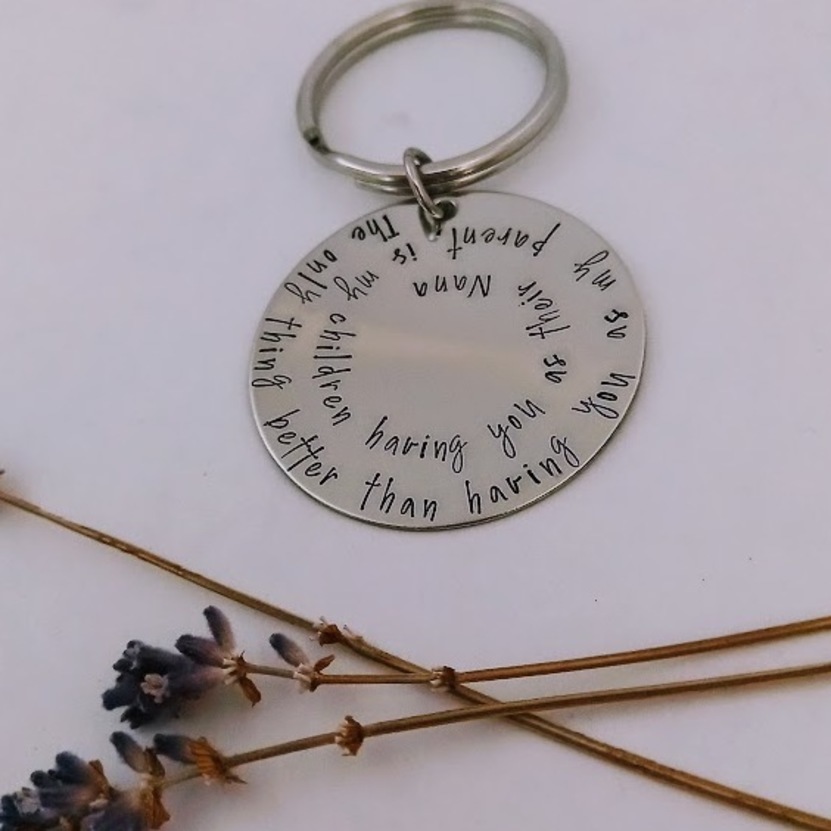 The only thing better than having you as my parent is my children having you as their Nana